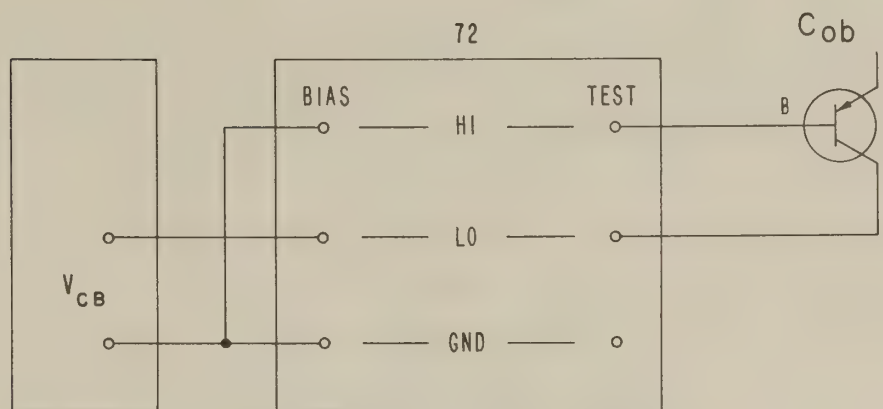 72
C_ob
BIAS
TEST
B
HI
LO
V_CB
GND